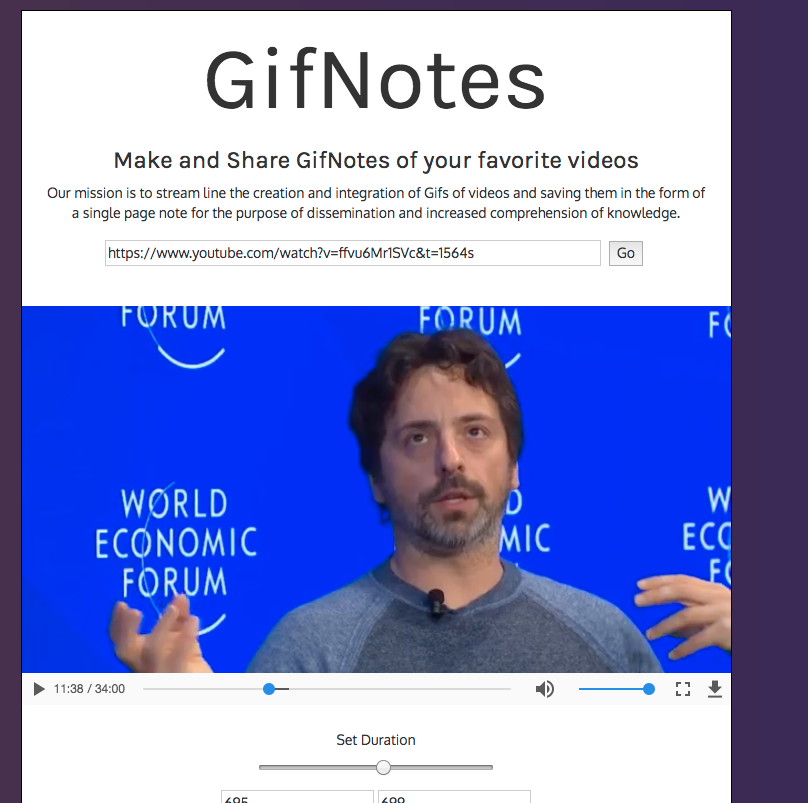 GifNotes
Make and Share GifNotes of your favorite videos
Our mission is to stream line the creation and integration of Gifs of videos and saving them in the form of
a single page note for the purpose of dissemination and increased comprehension of knowledge.
https://www.youtube.com/watch?v=ffvu6Mr1SVc&t=1564s Go
FORUM FORUM
WORLD
ECONOMIC
FORUM
11:38 / 34:00
Set Duration
695 699